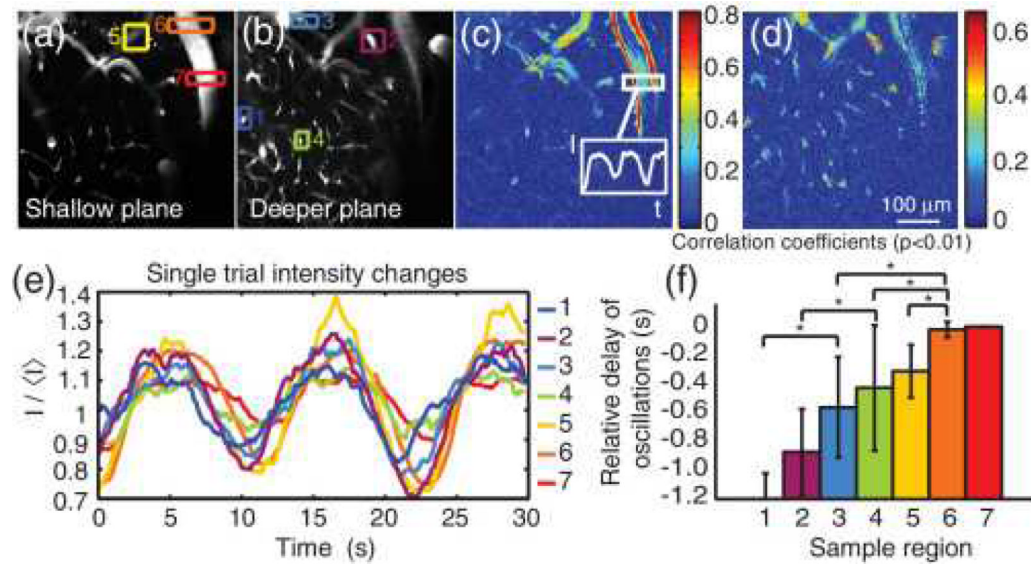 (a)
5
6
7
Shallow plane
(b)
3
2
1
4
Deeper plane
(c)
I
t
0.8
0.6
0.4
0.2
0
(d)
100 μm
0.6
0.4
0.2
0
Correlation coefficients (p<0.01)
(e)
Single trial intensity changes
I / ⟨I⟩
1.4
1.3
1.2
1.1
1
0.9
0.8
0.7
0 5 10 15 20 25 30
Time (s)
1
2
3
4
5
6
7
(f)
Relative delay of
oscillations (s)
0
-0.2
-0.4
-0.6
-0.8
-1.0
-1.2
* * * * *
1 2 3 4 5 6 7
Sample region